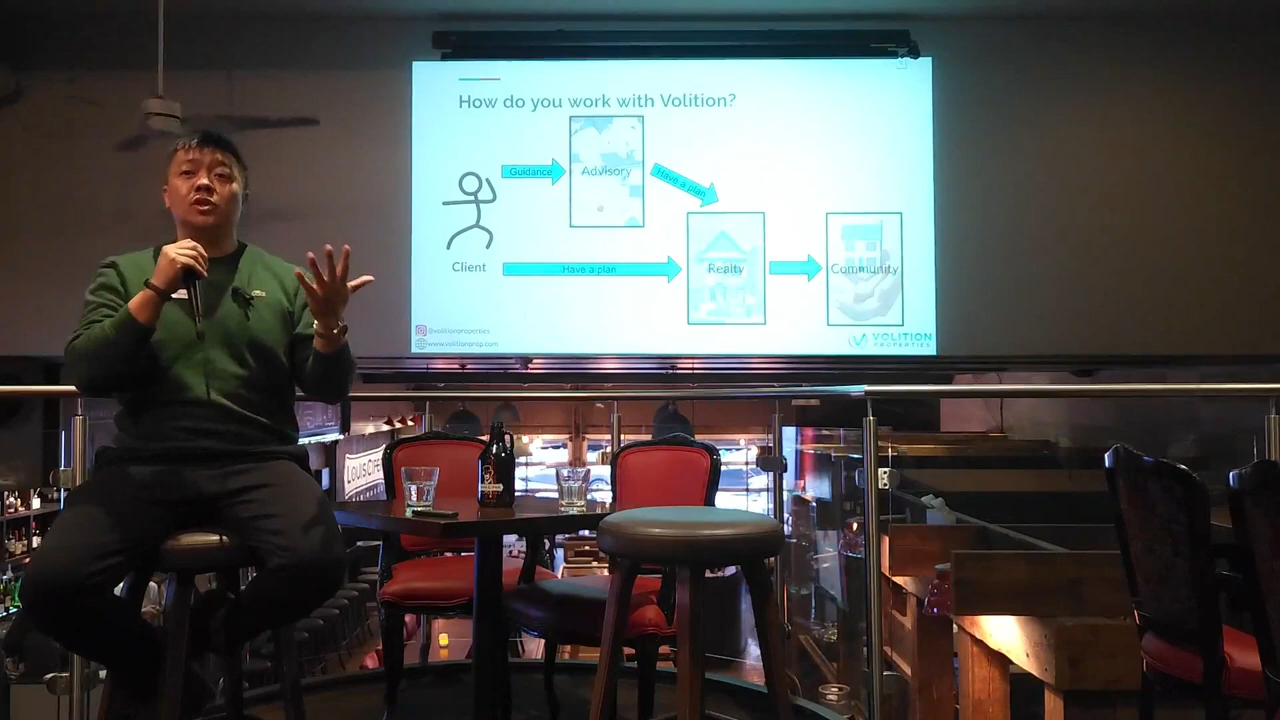 How do you work with Volition?
Guidance
Advisory
Have a plan
Client
Have a plan
Realty
Community
@volitionproperties
www.volitionprop.com
VOLITION
PROPERTIES